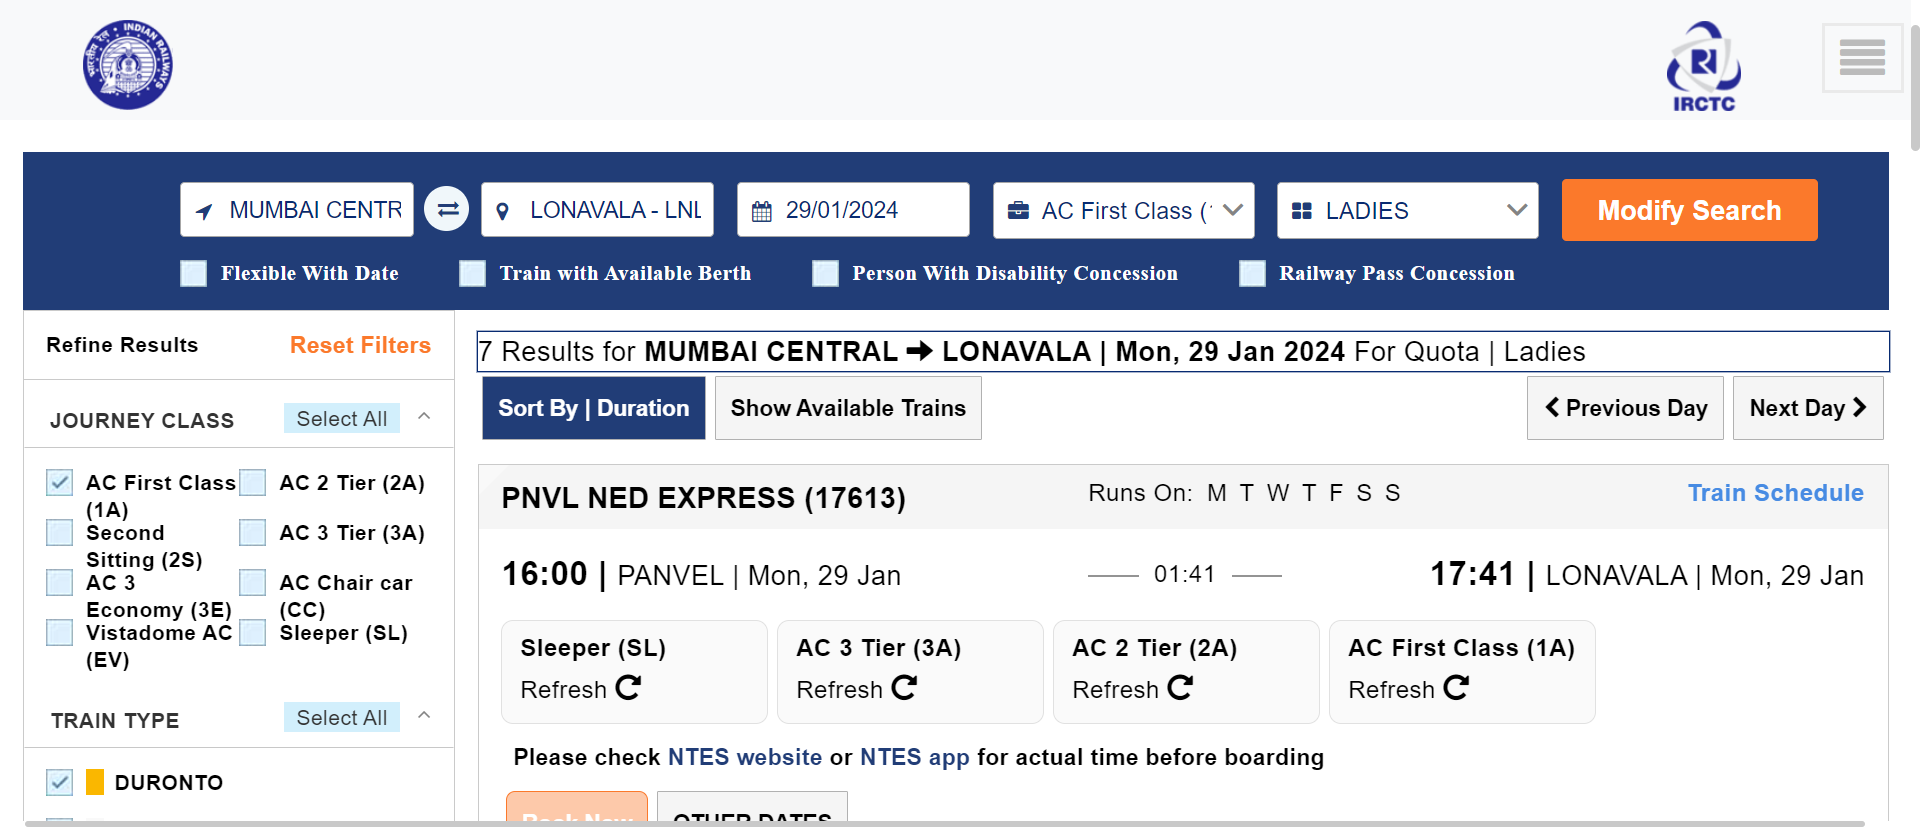 INDIAN RAILWAYS
भारतीय रेल
IRCTC
MUMBAI CENTR
LONAVALA - LNL
29/01/2024
AC First Class (
LADIES
Modify Search
Flexible With Date
Train with Available Berth
Person With Disability Concession
Railway Pass Concession
Refine Results
Reset Filters
7 Results for MUMBAI CENTRAL ➔ LONAVALA | Mon, 29 Jan 2024 For Quota | Ladies
Sort By | Duration
Show Available Trains
Previous Day
Next Day
JOURNEY CLASS
Select All
AC First Class (1A)
AC 2 Tier (2A)
Second Sitting (2S)
AC 3 Tier (3A)
AC 3 Economy (3E)
AC Chair car (CC)
Vistadome AC (EV)
Sleeper (SL)
TRAIN TYPE
Select All
DURONTO
PNVL NED EXPRESS (17613)
Runs On: M T W T F S S
Train Schedule
16:00 | PANVEL | Mon, 29 Jan
01:41
17:41 | LONAVALA | Mon, 29 Jan
Sleeper (SL)
Refresh
AC 3 Tier (3A)
Refresh
AC 2 Tier (2A)
Refresh
AC First Class (1A)
Refresh
Please check NTES website or NTES app for actual time before boarding
Book Now
OTHER DATES